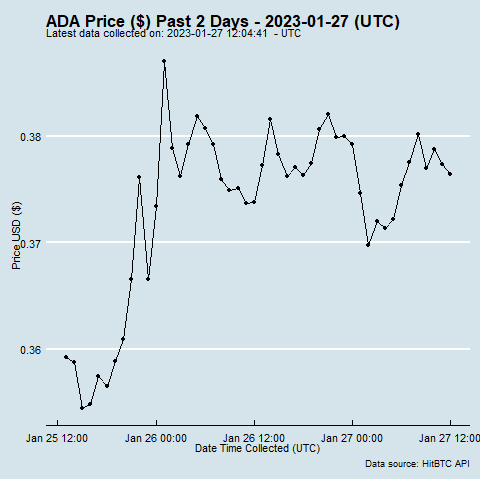 ADA Price ($) Past 2 Days - 2023-01-27 (UTC)
Latest data collected on: 2023-01-27 12:04:41 - UTC
Price USD ($)
0.38
0.37
0.36
Jan 25 12:00 Jan 26 00:00 Jan 26 12:00 Jan 27 00:00 Jan 27 12:00
Date Time Collected (UTC)
Data source: HitBTC API